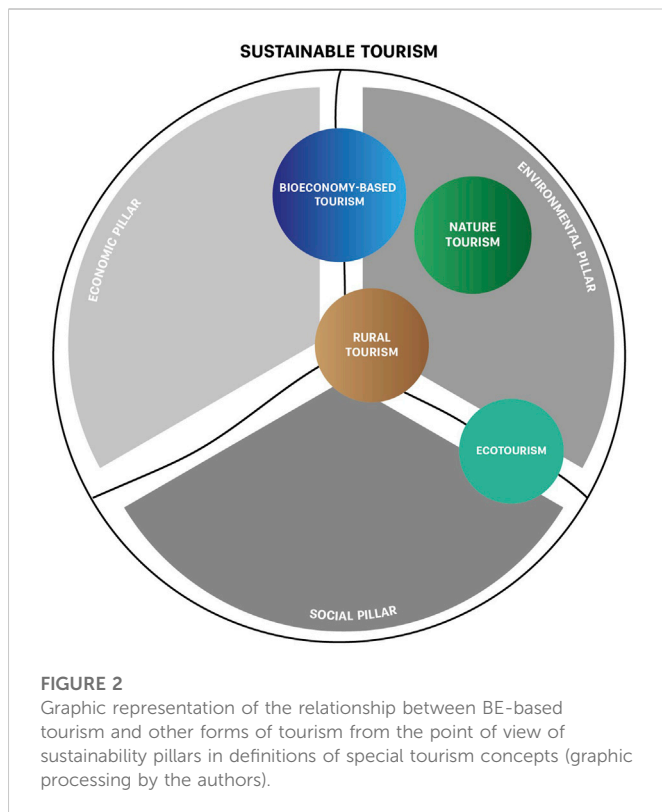 SUSTAINABLE TOURISM
ECONOMIC PILLAR
BIOECONOMY-BASED
TOURISM
ENVIRONMENTAL PILLAR
NATURE
TOURISM
RURAL
TOURISM
ECOTOURISM
SOCIAL PILLAR
FIGURE 2
Graphic representation of the relationship between BE-based
tourism and other forms of tourism from the point of view of
sustainability pillars in definitions of special tourism concepts (graphic
processing by the authors).